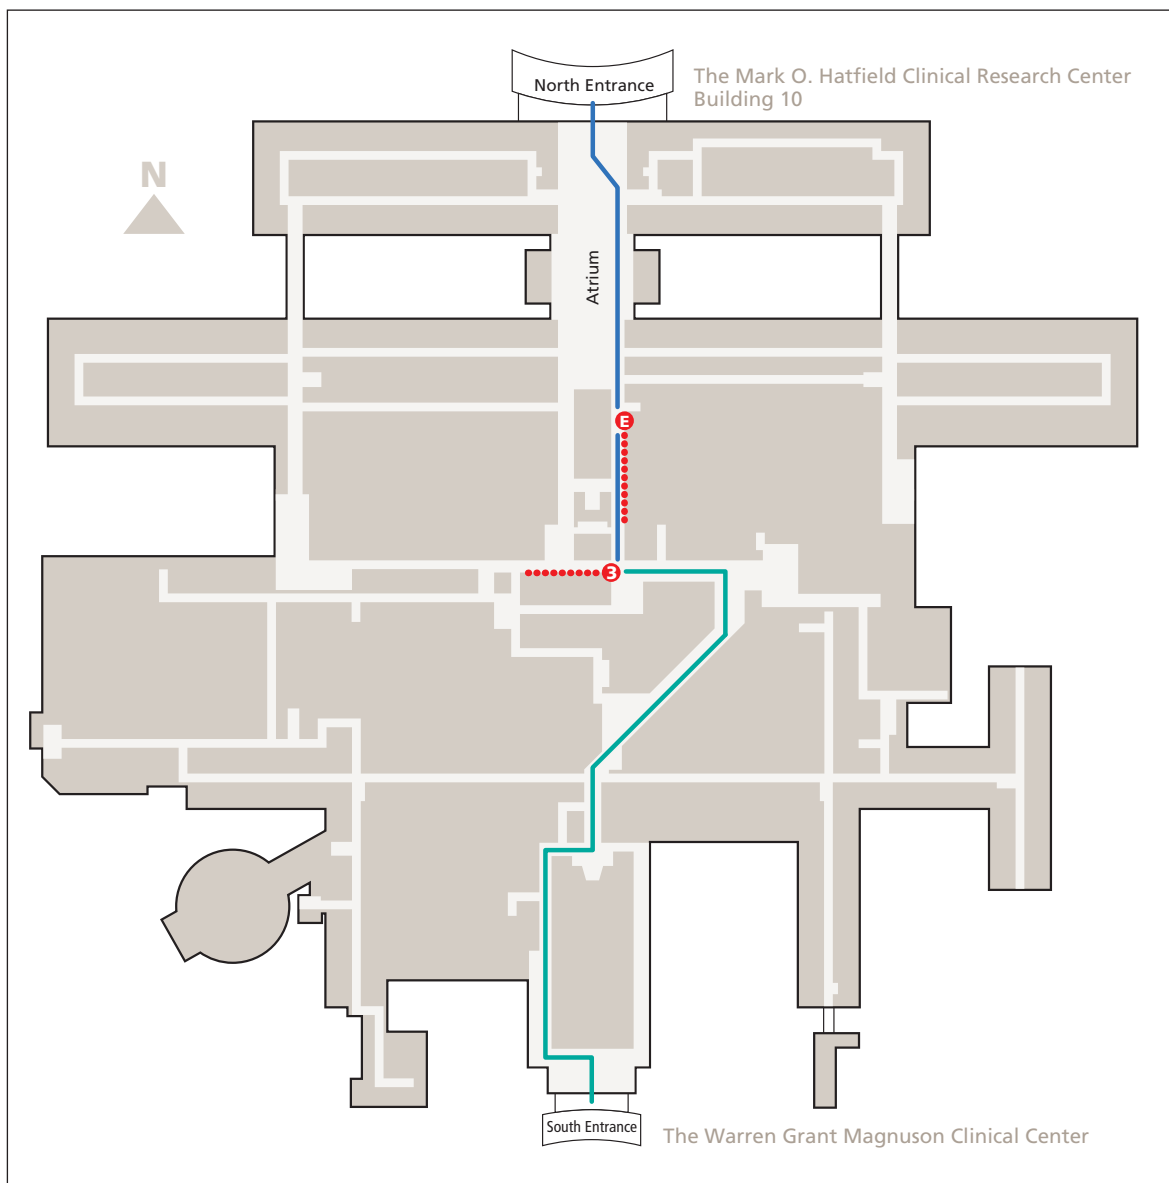 North Entrance
The Mark O. Hatfield Clinical Research Center
Building 10
N
Atrium
E
3
South Entrance
The Warren Grant Magnuson Clinical Center